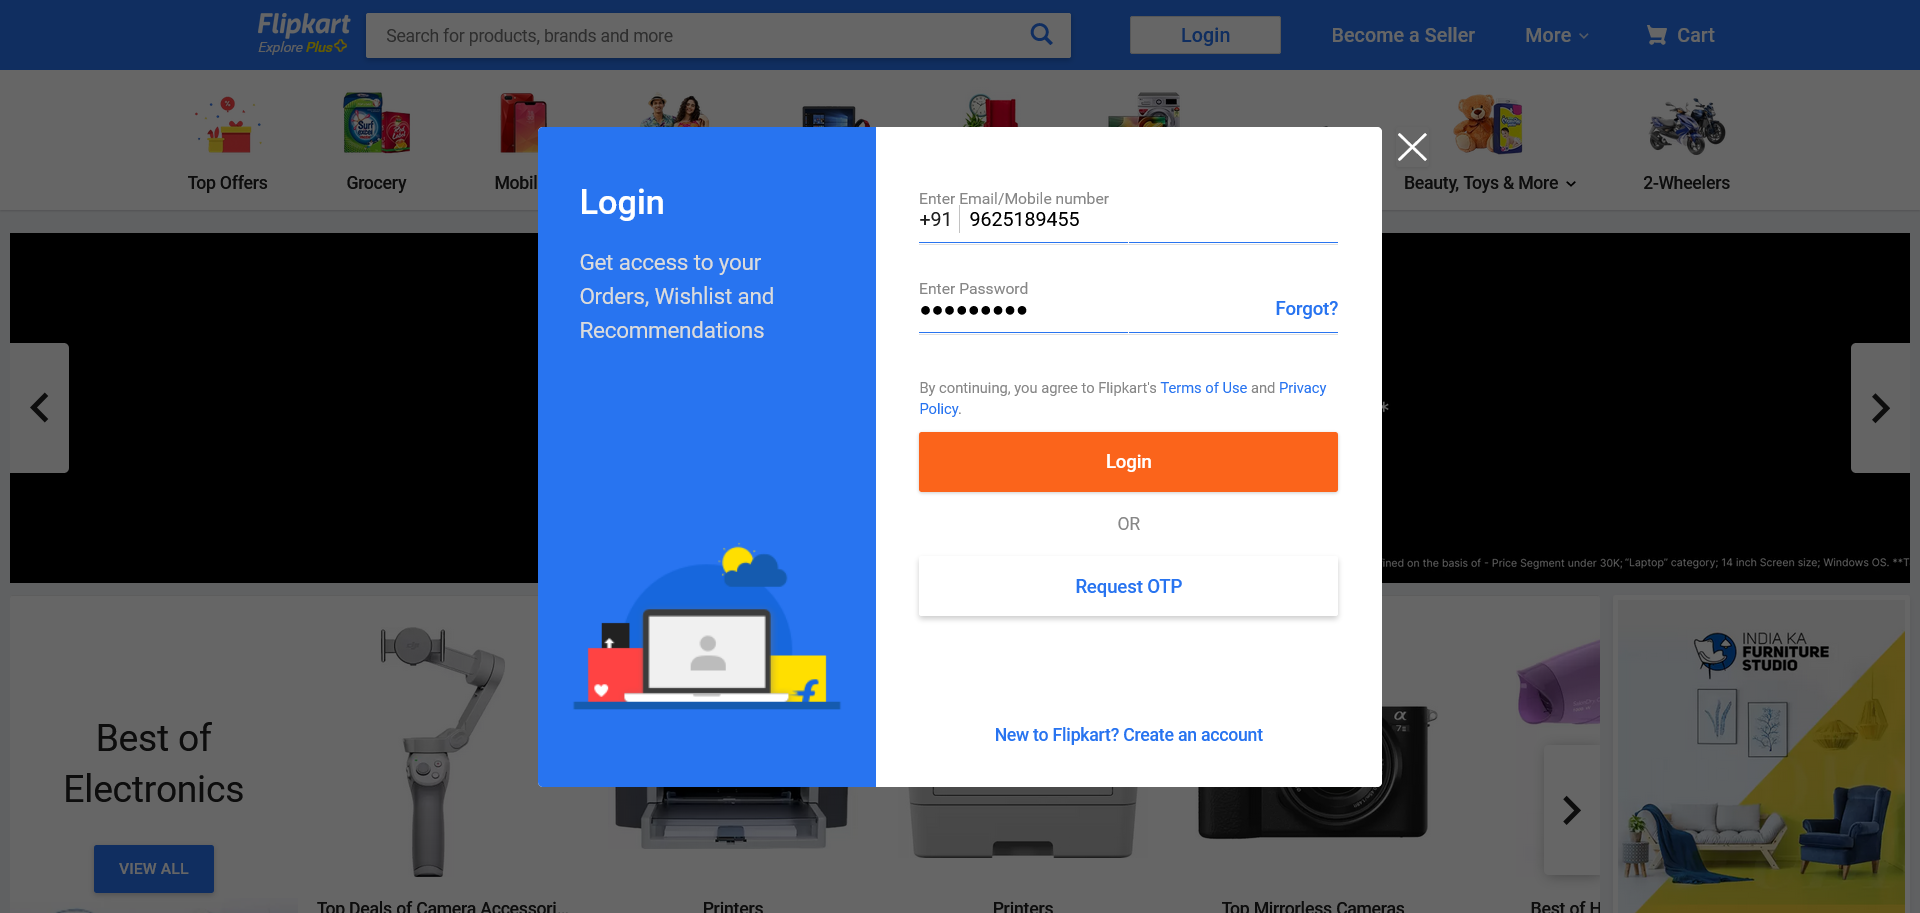 Flipkart
Explore Plus
Search for products, brands and more
Login
Become a Seller
More
Cart
Top Offers
Grocery
Beauty, Toys & More
2-Wheelers
Login
Get access to your
Orders, Wishlist and
Recommendations
Enter Email/Mobile number
+91 9625189455
Enter Password
Forgot?
By continuing, you agree to Flipkart's Terms of Use and Privacy
Policy.
Login
OR
Request OTP
New to Flipkart? Create an account
on the basis of - Price Segment under 30K; "Laptop" category; 14 inch Screen size; Windows OS.
INDIA KA
FURNITURE
STUDIO
Best of
Electronics
VIEW ALL
Top Deals of Camera Accessori...
Printers
Printers
Top Mirrorless Cameras
Best of